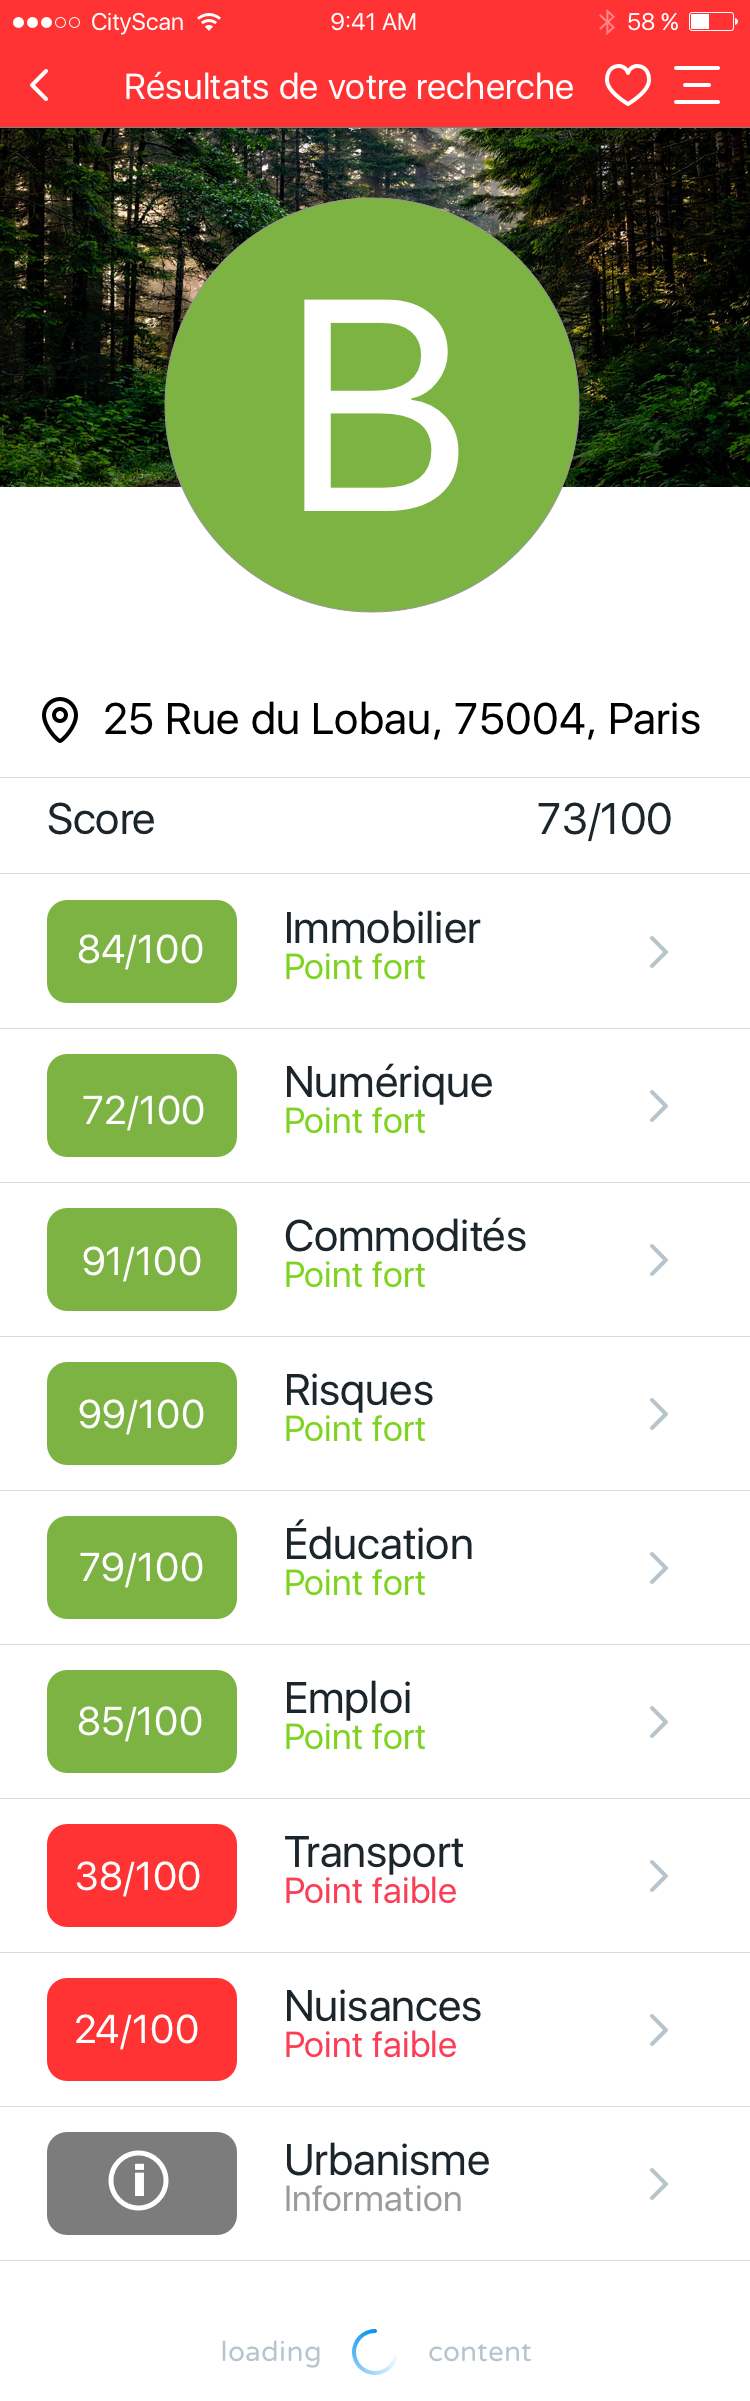 CityScan 9:41 AM 58 %
Résultats de votre recherche
B
25 Rue du Lobau, 75004, Paris
Score 73/100
84/100 Immobilier
Point fort
72/100 Numérique
Point fort
91/100 Commodités
Point fort
99/100 Risques
Point fort
79/100 Éducation
Point fort
85/100 Emploi
Point fort
38/100 Transport
Point faible
24/100 Nuisances
Point faible
Urbanisme
Information
loading content